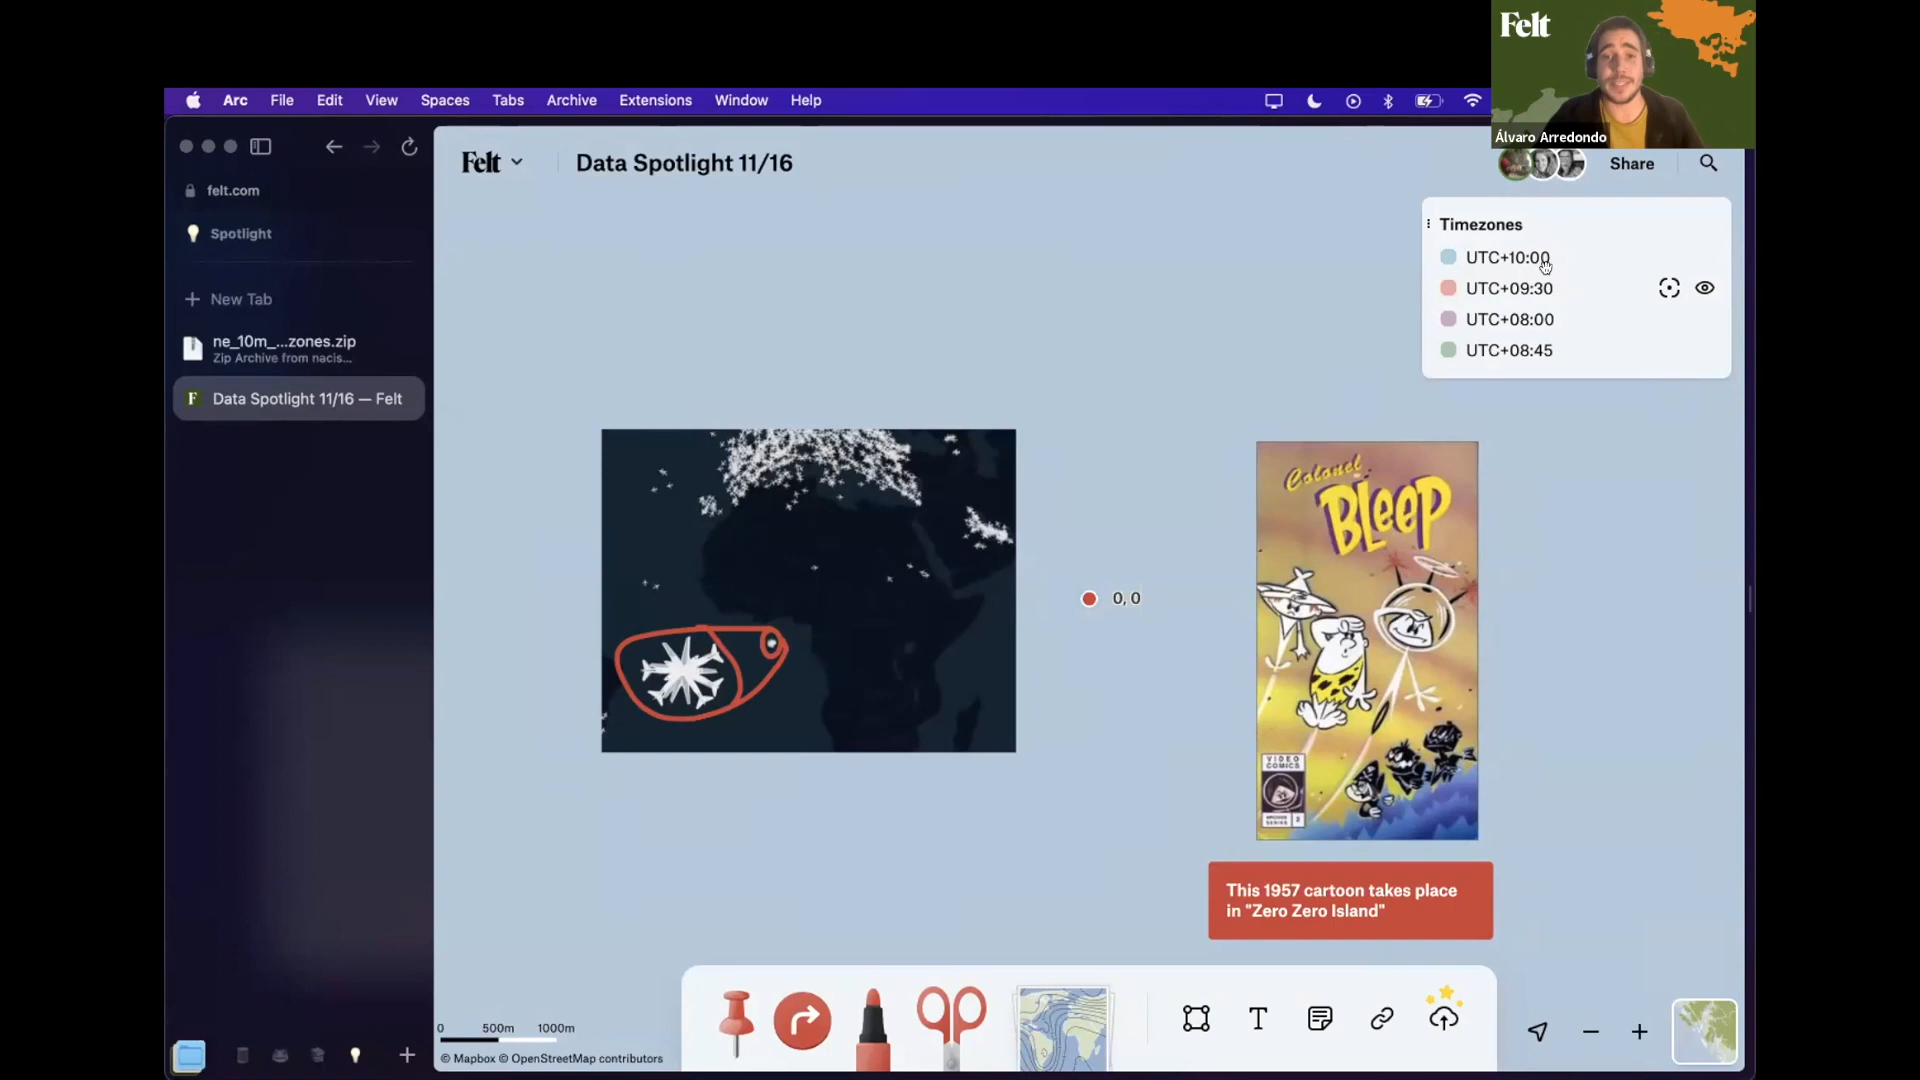 Felt
Álvaro Arredondo
Arc File Edit View Spaces Tabs Archive Extensions Window Help
felt.com
Spotlight
New Tab
ne_10m_...zones.zip
Zip Archive from nacis...
Data Spotlight 11/16 — Felt
Felt
Data Spotlight 11/16
Share
Timezones
UTC+10:00
UTC+09:30
UTC+08:00
UTC+08:45
0, 0
Colonel
BLEEP
VIDEO
COMICS
This 1957 cartoon takes place
in "Zero Zero Island"
0 500m 1000m
© Mapbox © OpenStreetMap contributors